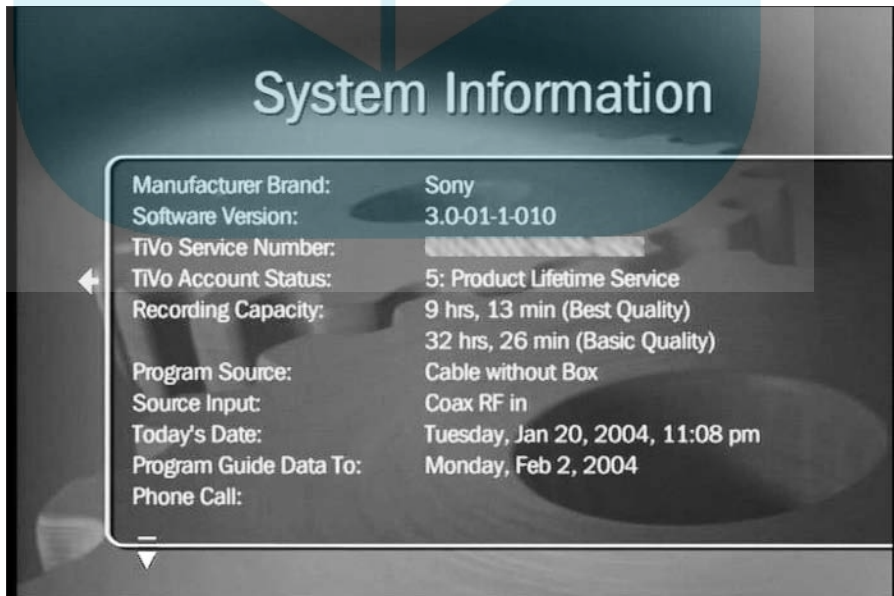 System Information
Manufacturer Brand: Sony
Software Version: 3.0-01-1-010
TiVo Service Number:
TiVo Account Status: 5: Product Lifetime Service
Recording Capacity: 9 hrs, 13 min (Best Quality)
32 hrs, 26 min (Basic Quality)
Program Source: Cable without Box
Source Input: Coax RF in
Today's Date: Tuesday, Jan 20, 2004, 11:08 pm
Program Guide Data To: Monday, Feb 2, 2004
Phone Call: